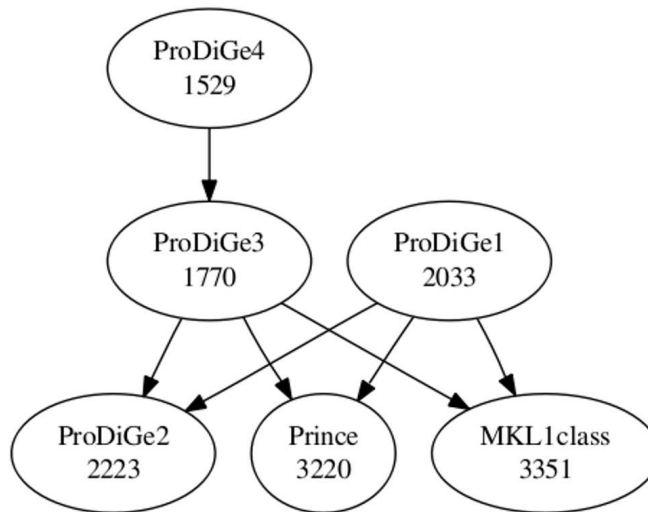 ProDiGe4
1529
ProDiGe3
1770
ProDiGe1
2033
ProDiGe2
2223
Prince
3220
MKL1class
3351